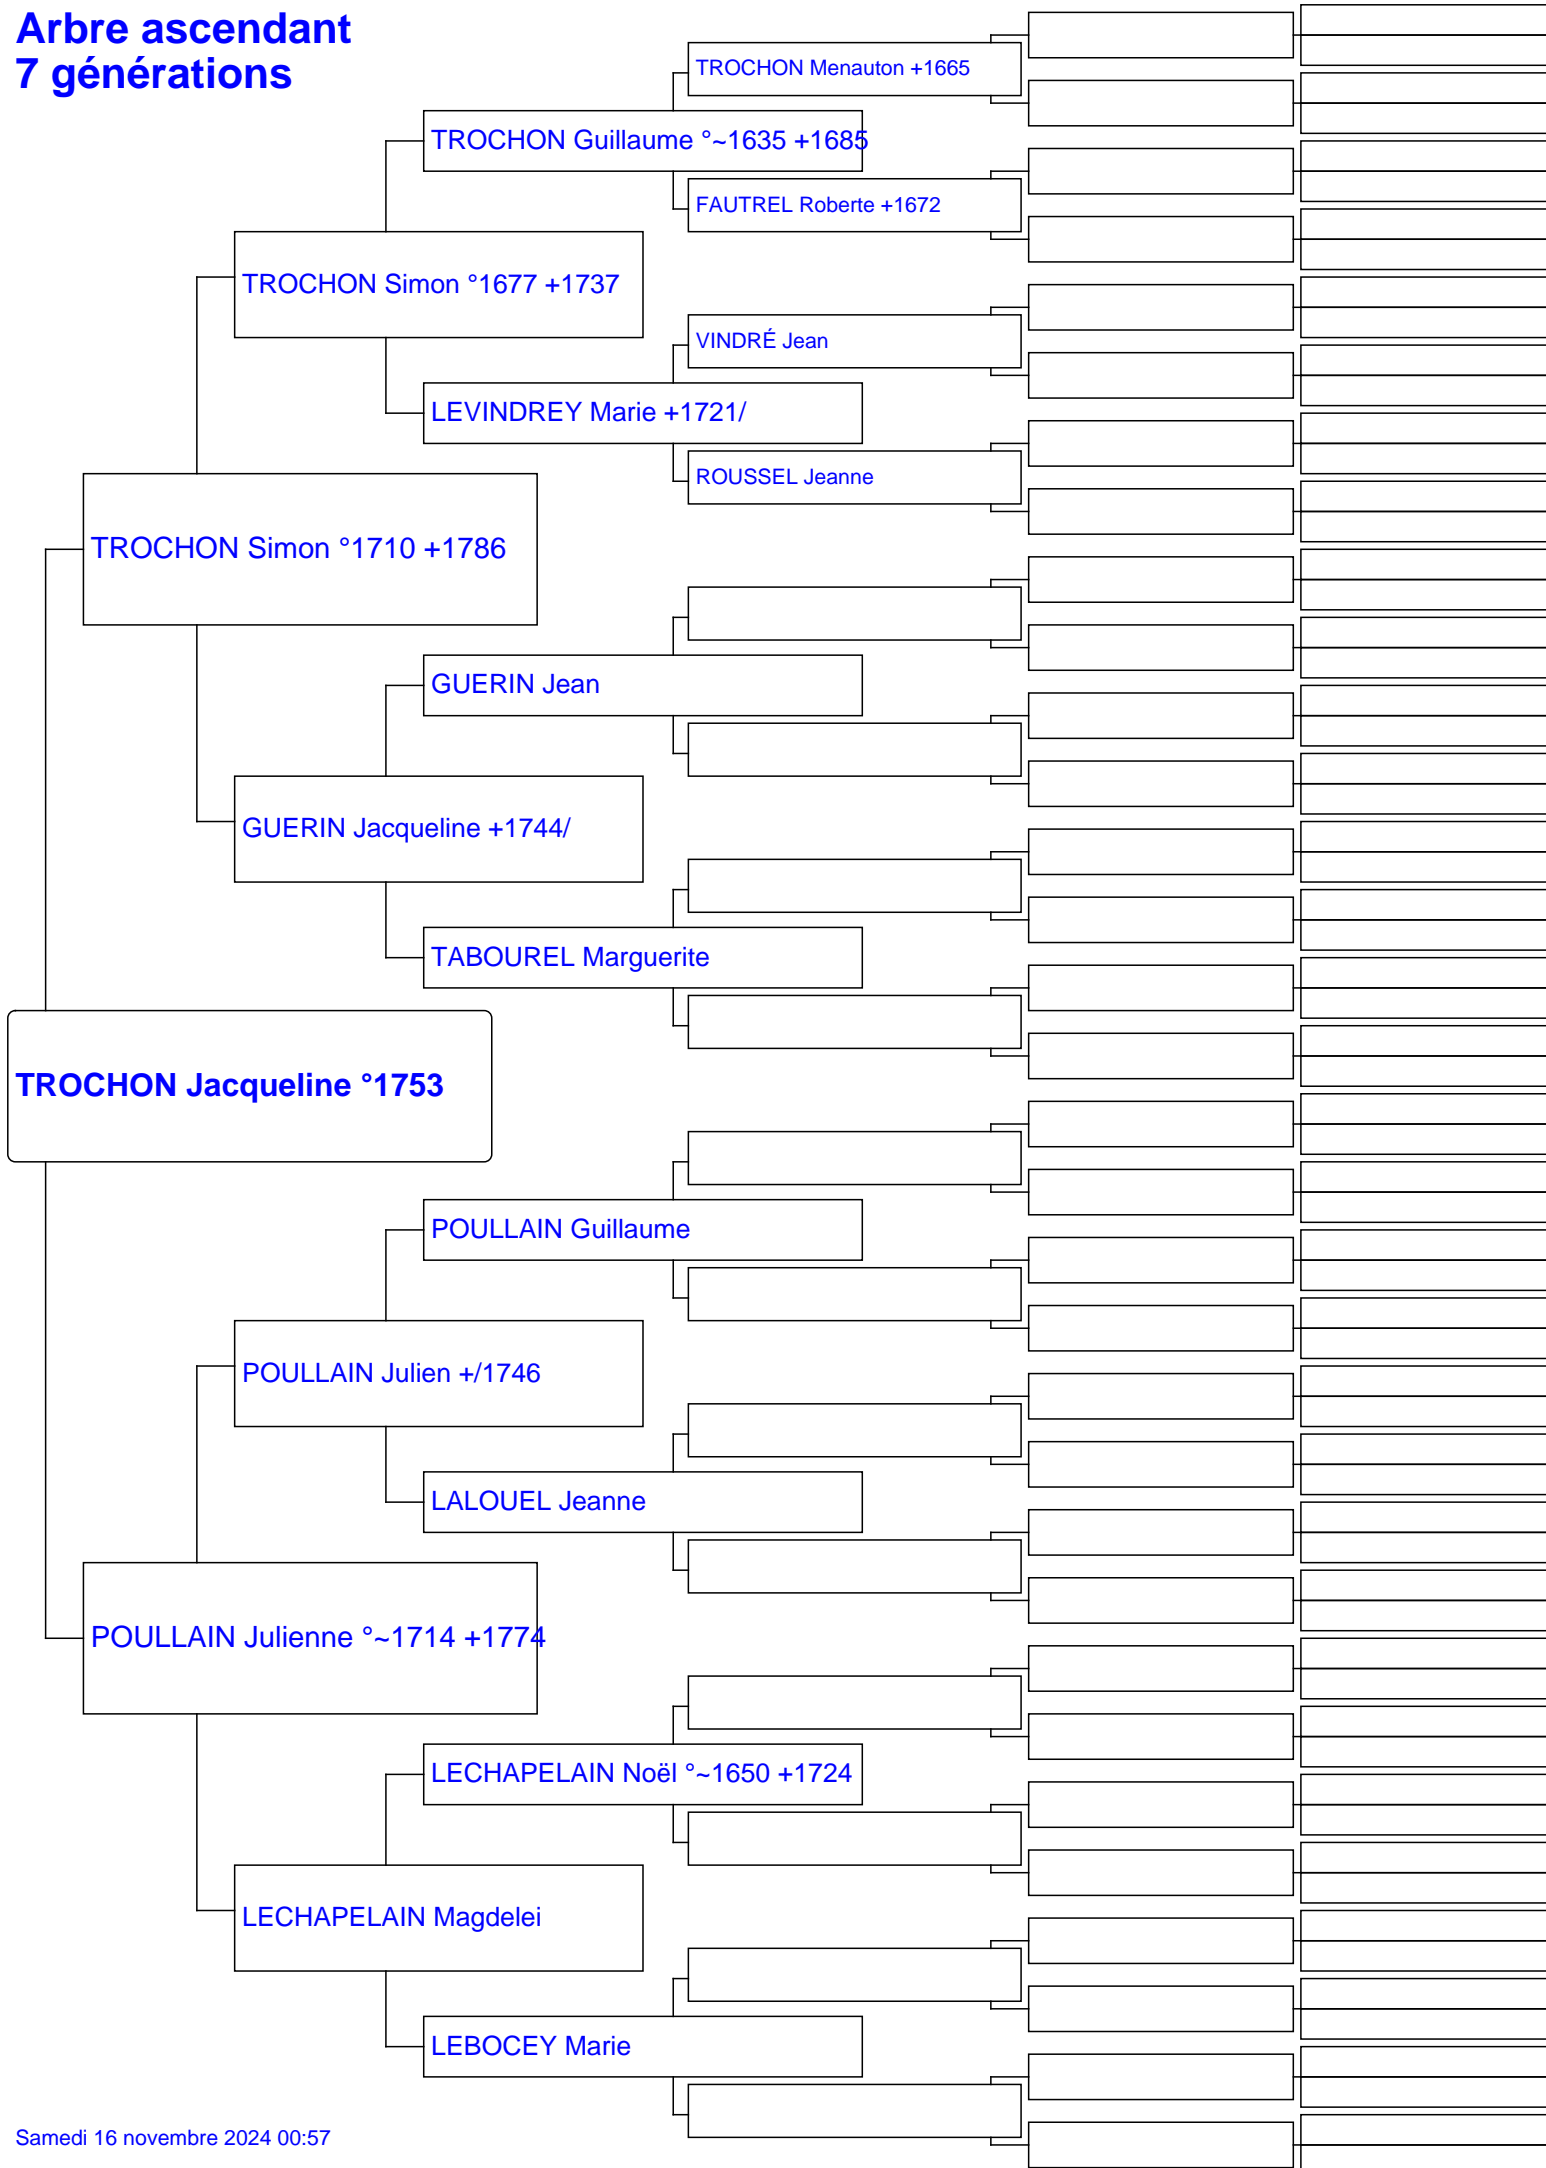 Arbre ascendant
7 générations
TROCHON Menauton +1665
TROCHON Guillaume °~1635 +1685
FAUTREL Roberte +1672
TROCHON Simon °1677 +1737
VINDRÉ Jean
LEVINDREY Marie +1721/
ROUSSEL Jeanne
TROCHON Simon °1710 +1786
GUERIN Jean
GUERIN Jacqueline +1744/
TABOUREL Marguerite
TROCHON Jacqueline °1753
POULLAIN Guillaume
POULLAIN Julien +/1746
LALOUEL Jeanne
POULLAIN Julienne °~1714 +1774
LECHAPELAIN Noël °~1650 +1724
LECHAPELAIN Magdelei
LEBOCEY Marie
Samedi 16 novembre 2024 00:57